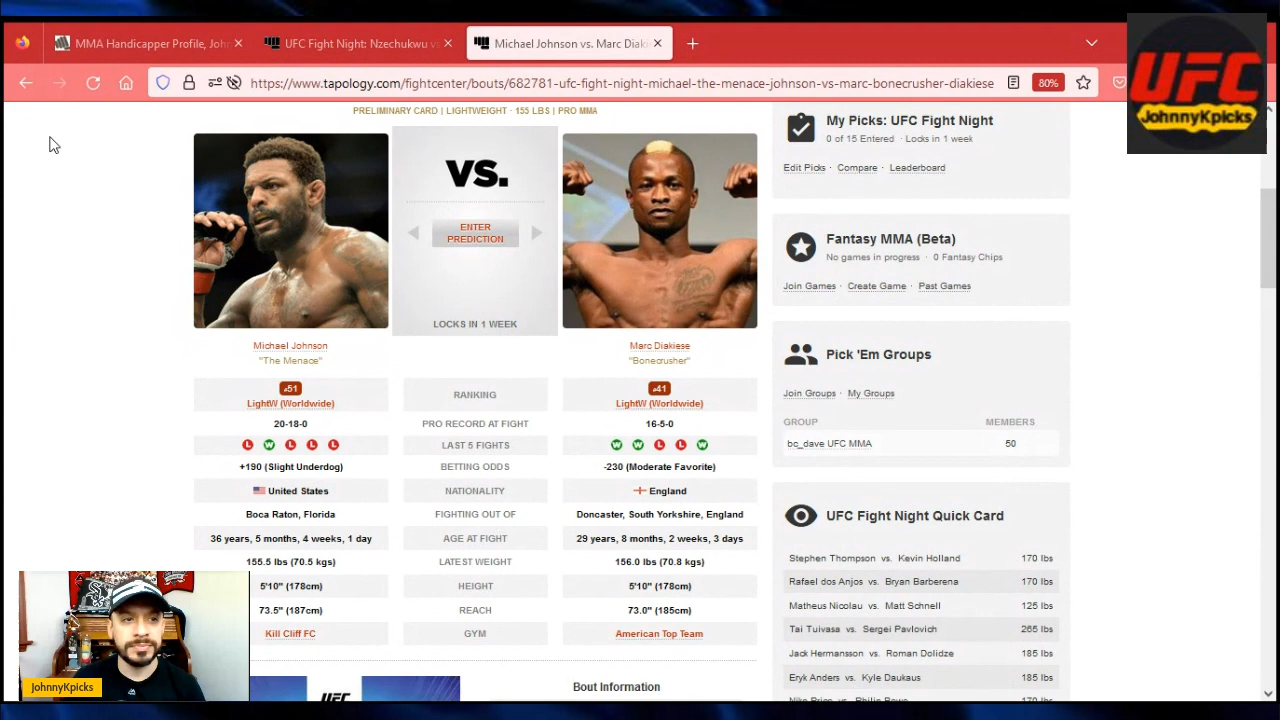 MMA Handicapper Profile, Joh
UFC Fight Night: Nzechukwu vs
Michael Johnson vs. Marc Diaki
https://www.tapology.com/fightcenter/bouts/682781-ufc-fight-night-michael-the-menace-johnson-vs-marc-bonecrusher-diakiese
80%
UFC
JohnnyKpicks
PRELIMINARY CARD | LIGHTWEIGHT · 155 LBS | PRO MMA
VS.
ENTER
PREDICTION
LOCKS IN 1 WEEK
Michael Johnson
"The Menace"
Marc Diakiese
"Bonecrusher"
#51
LightW (Worldwide)
RANKING
#41
LightW (Worldwide)
20-18-0
PRO RECORD AT FIGHT
16-5-0
L W L L L
LAST 5 FIGHTS
W W L L W
+190 (Slight Underdog)
BETTING ODDS
-230 (Moderate Favorite)
United States
NATIONALITY
England
Boca Raton, Florida
FIGHTING OUT OF
Doncaster, South Yorkshire, England
36 years, 5 months, 4 weeks, 1 day
AGE AT FIGHT
29 years, 8 months, 2 weeks, 3 days
155.5 lbs (70.5 kgs)
LATEST WEIGHT
156.0 lbs (70.8 kgs)
5'10" (178cm)
HEIGHT
5'10" (178cm)
73.5" (187cm)
REACH
73.0" (185cm)
Kill Cliff FC
GYM
American Top Team
UFC
Bout Information
My Picks: UFC Fight Night
0 of 15 Entered · Locks in 1 week
Edit Picks · Compare · Leaderboard
Fantasy MMA (Beta)
No games in progress · 0 Fantasy Chips
Join Games · Create Game · Past Games
Pick 'Em Groups
Join Groups · My Groups
GROUP MEMBERS
bc_dave UFC MMA 50
UFC Fight Night Quick Card
Stephen Thompson vs. Kevin Holland 170 lbs
Rafael dos Anjos vs. Bryan Barberena 170 lbs
Matheus Nicolau vs. Matt Schnell 125 lbs
Tai Tuivasa vs. Sergei Pavlovich 265 lbs
Jack Hermansson vs. Roman Dolidze 185 lbs
Eryk Anders vs. Kyle Daukaus 185 lbs
JohnnyKpicks